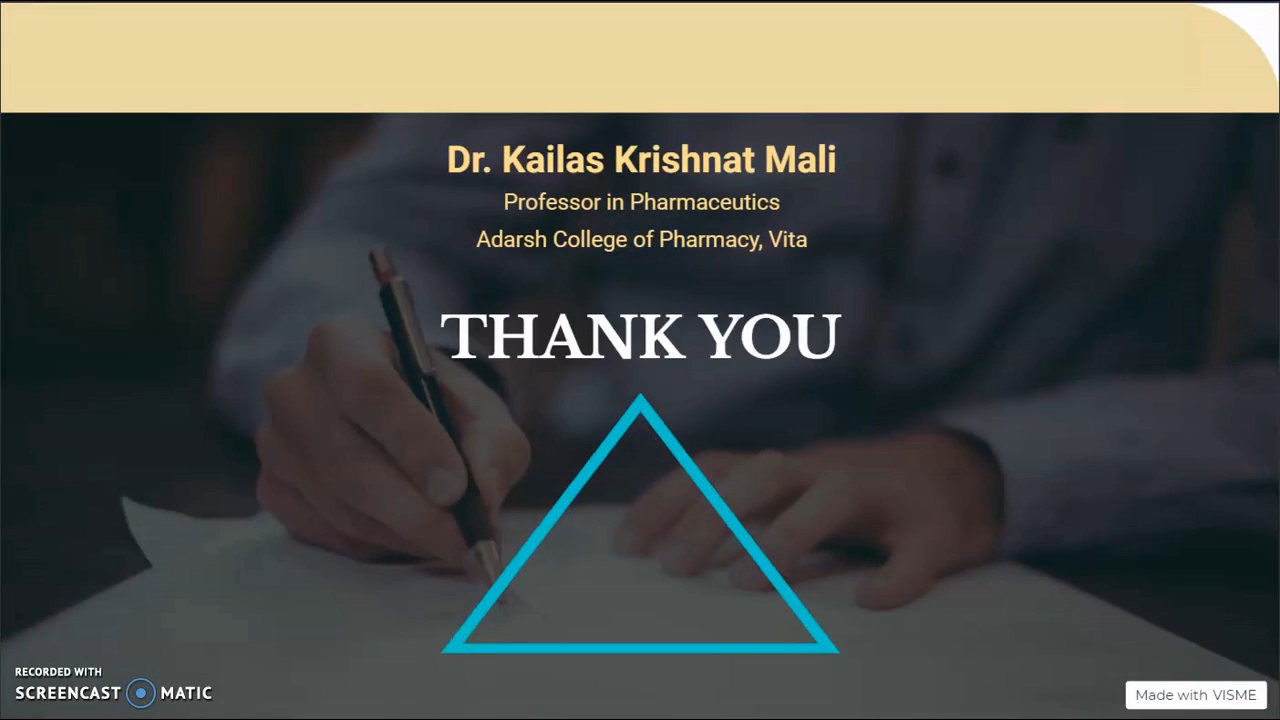 Dr. Kailas Krishnat Mali
Professor in Pharmaceutics
Adarsh College of Pharmacy, Vita
THANK YOU
RECORDED WITH
SCREENCAST MATIC
Made with VISME